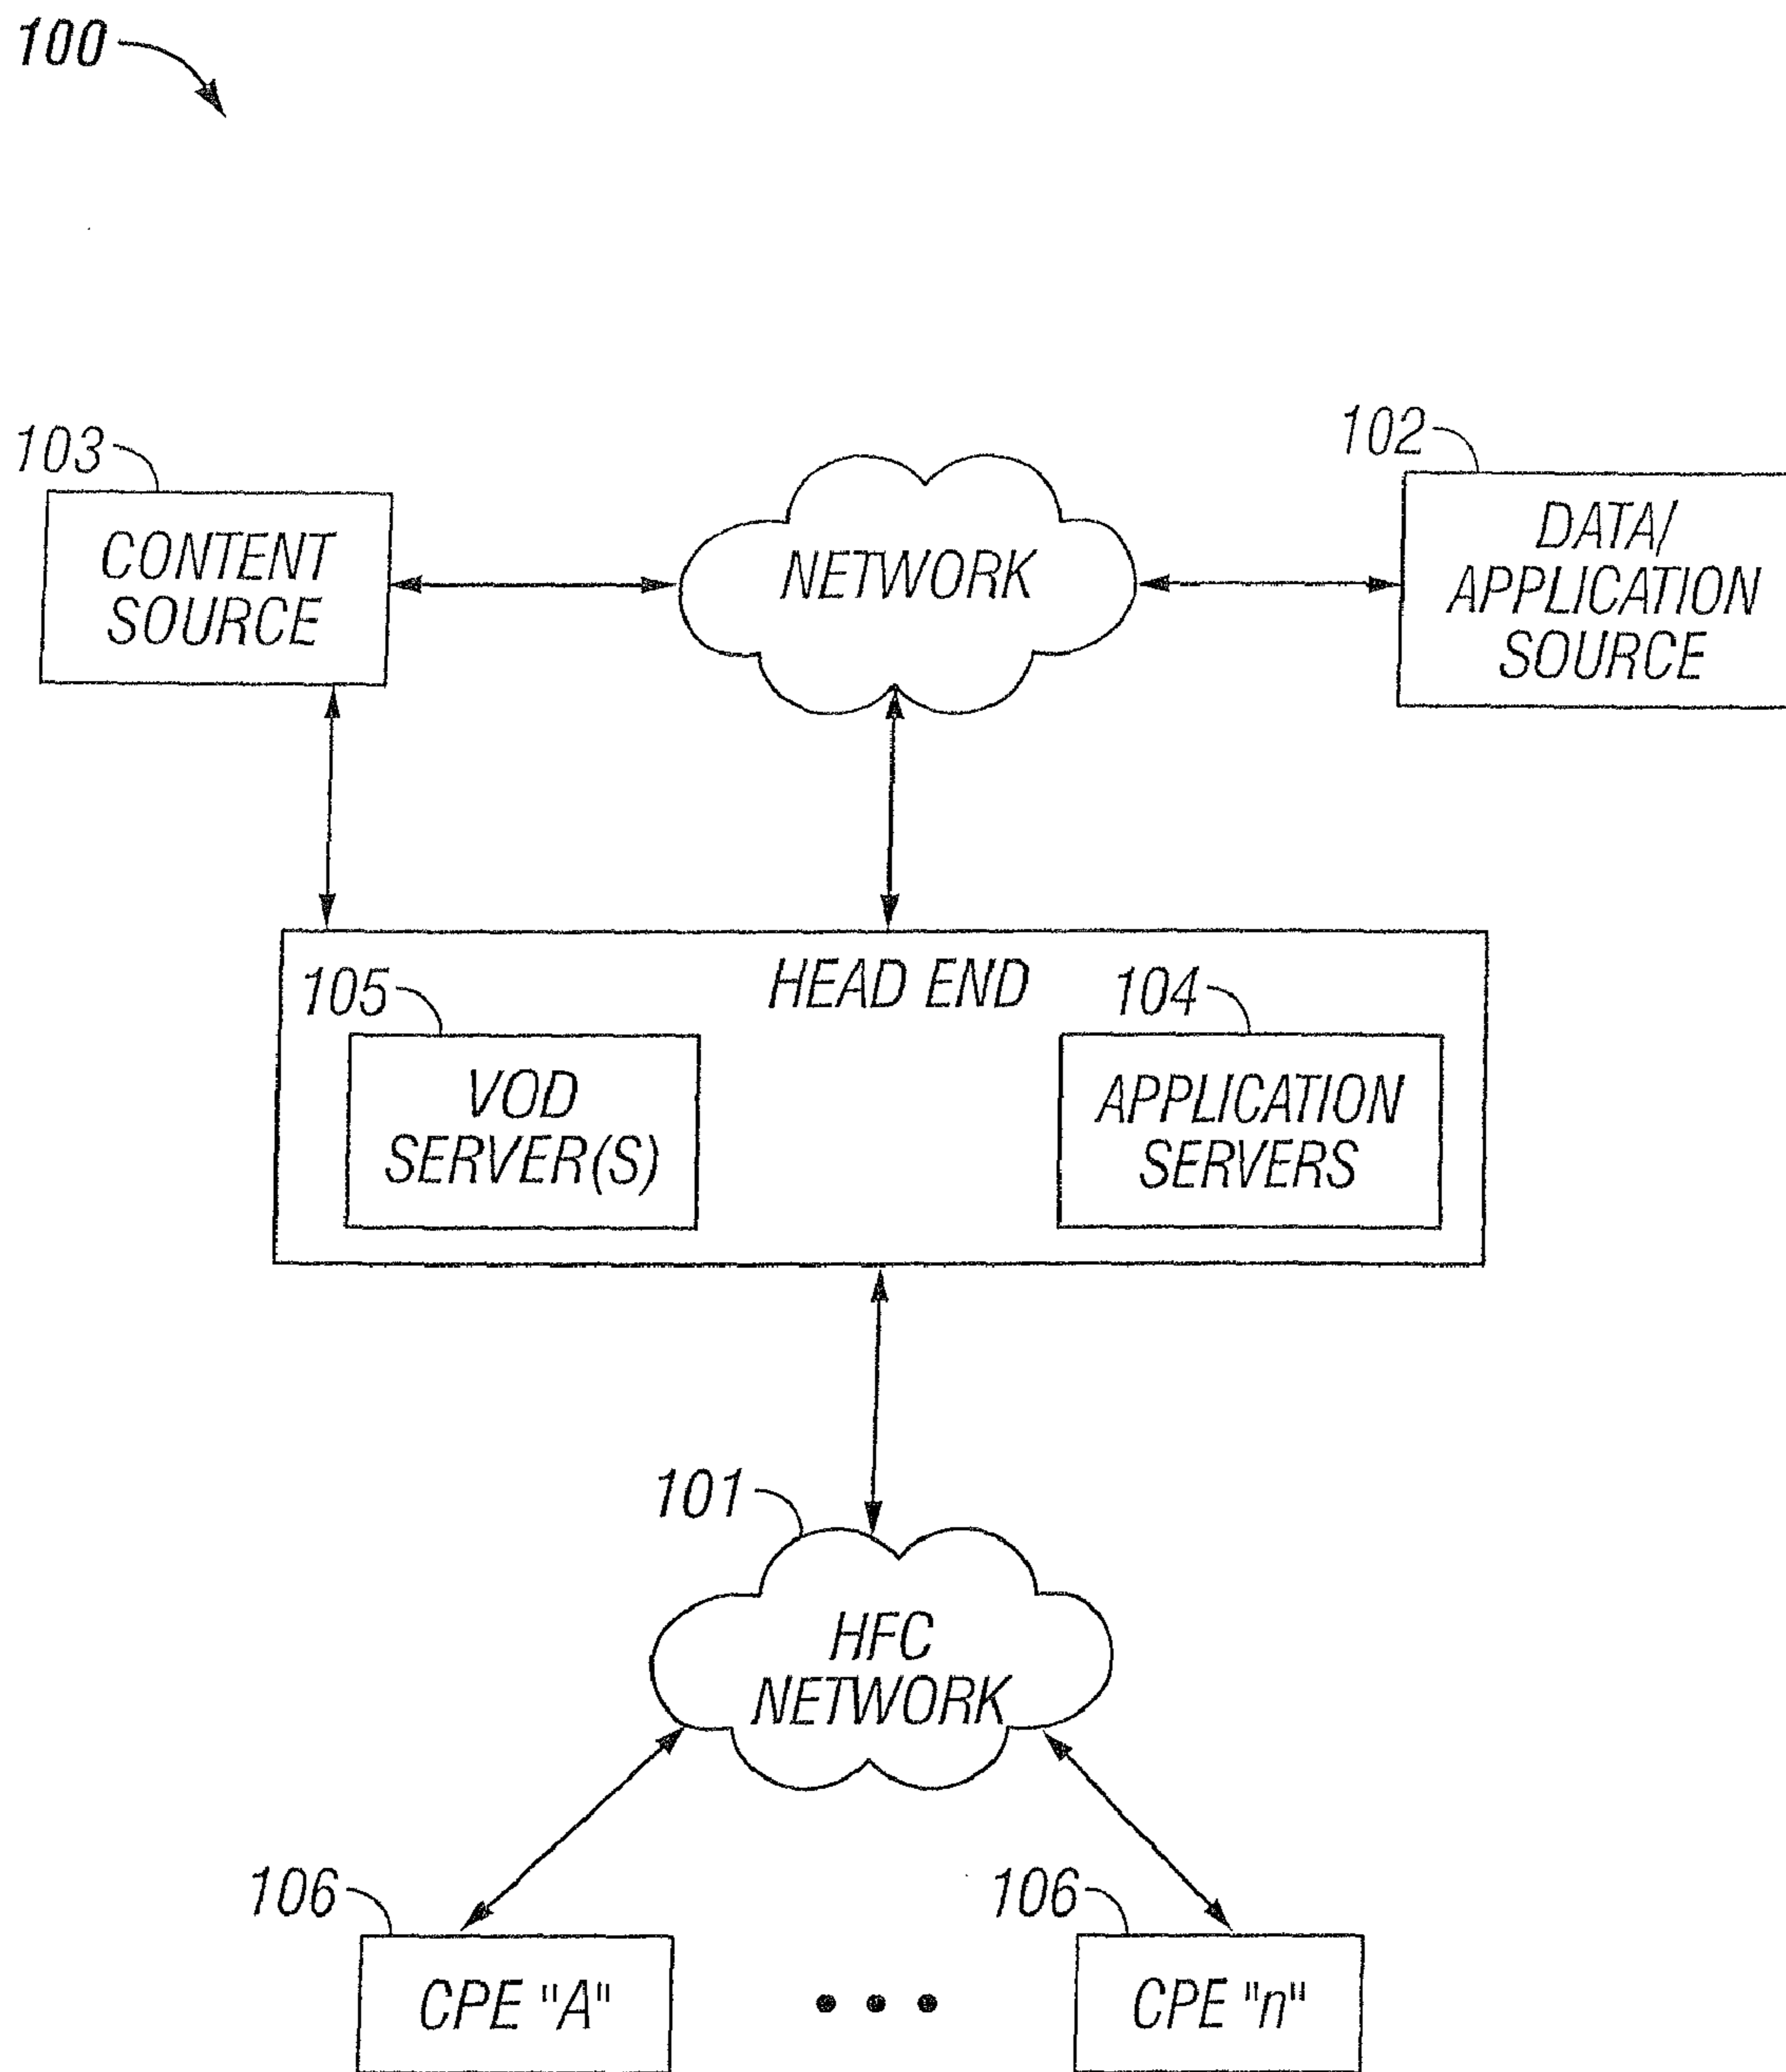 100
103
102
CONTENT
SOURCE
NETWORK
DATA/
APPLICATION
SOURCE
HEAD END
105
104
VOD
SERVER(S)
APPLICATION
SERVERS
101
HFC
NETWORK
106
106
CPE "A"
CPE "n"